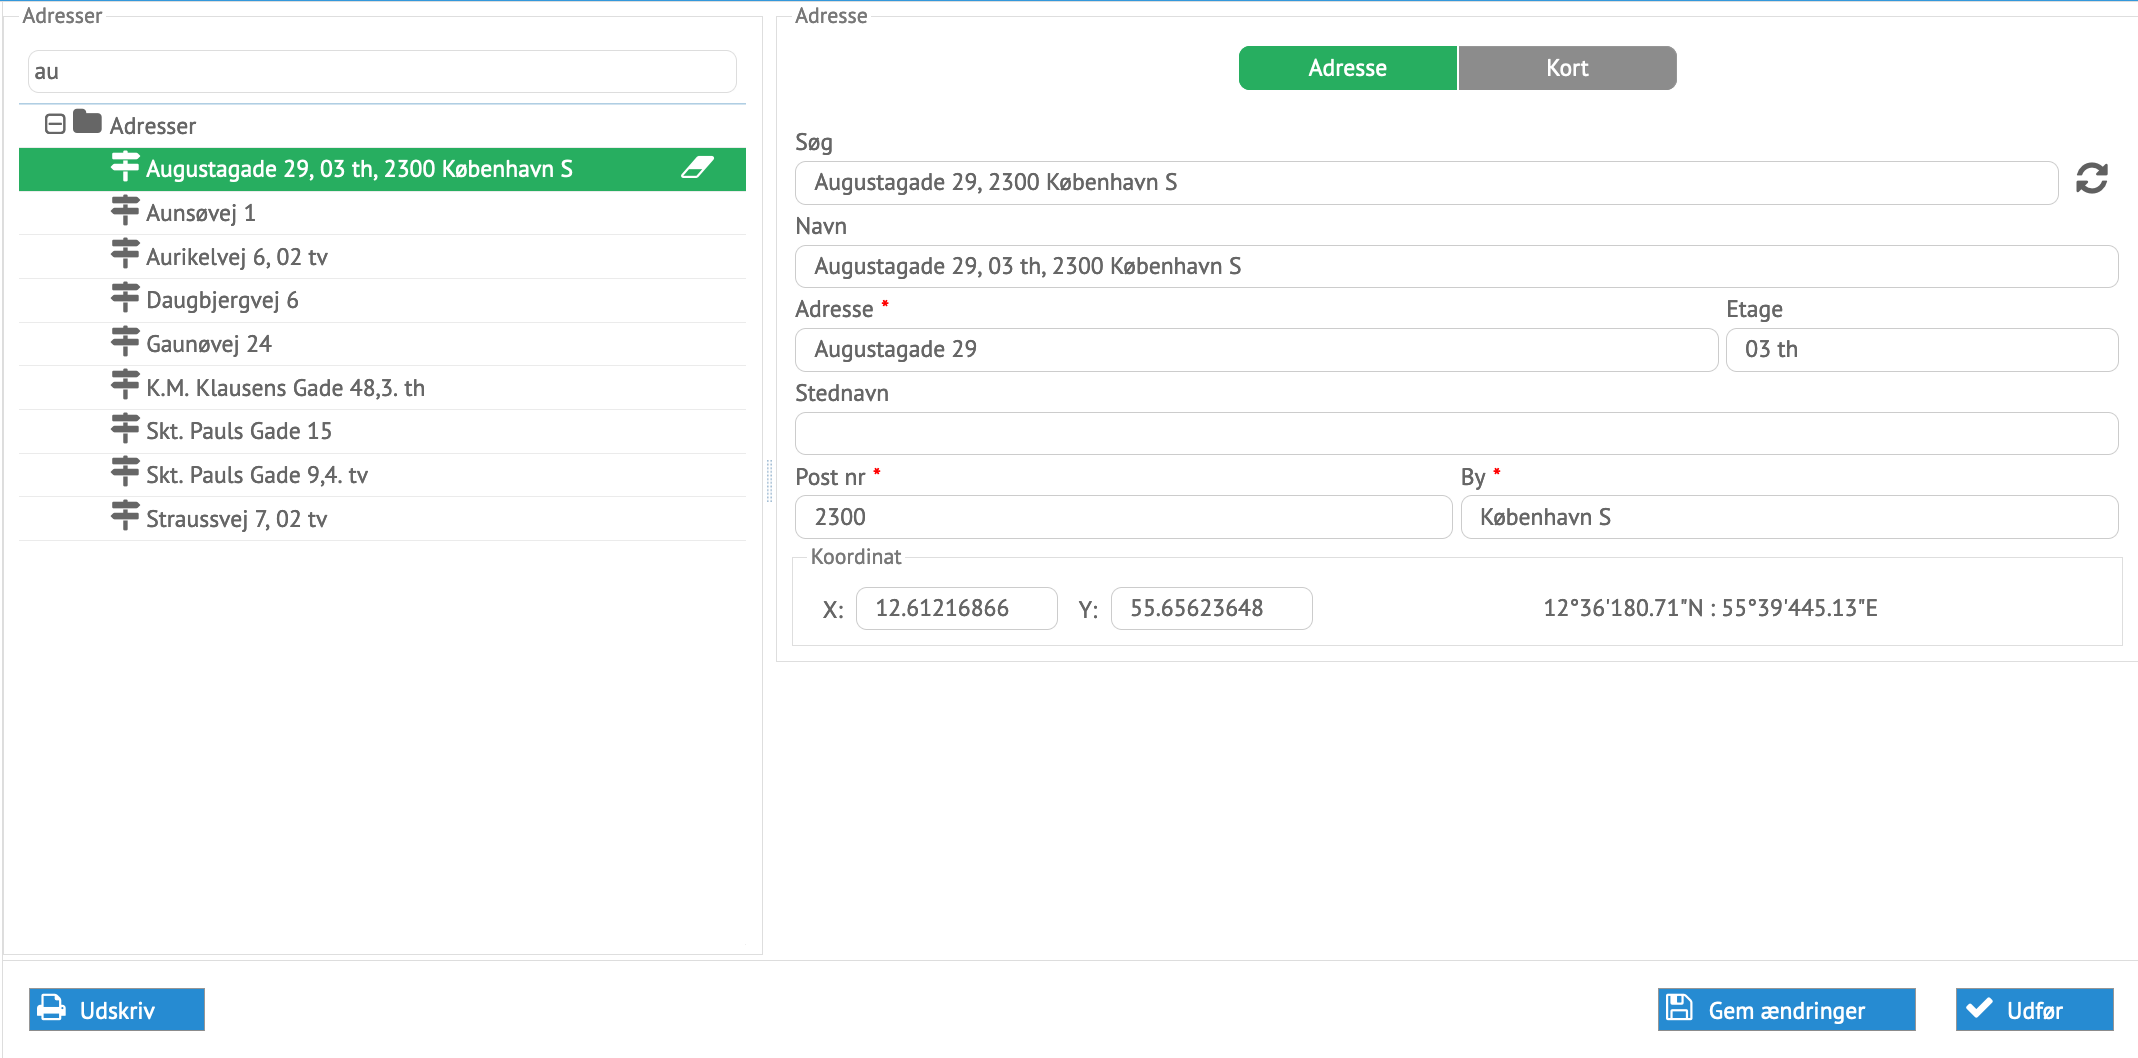 Adresser
au
Adresser
Augustagade 29, 03 th, 2300 København S
Aunsøvej 1
Aurikelvej 6, 02 tv
Daugbjergvej 6
Gaunøvej 24
K.M. Klausens Gade 48,3. th
Skt. Pauls Gade 15
Skt. Pauls Gade 9,4. tv
Straussvej 7, 02 tv
Adresse
Adresse Kort
Søg
Augustagade 29, 2300 København S
Navn
Augustagade 29, 03 th, 2300 København S
Adresse * Etage
Augustagade 29 03 th
Stednavn
Post nr * By *
2300 København S
Koordinat
X: 12.61216866 Y: 55.65623648 12°36'180.71"N : 55°39'445.13"E
Udskriv Gem ændringer Udfør